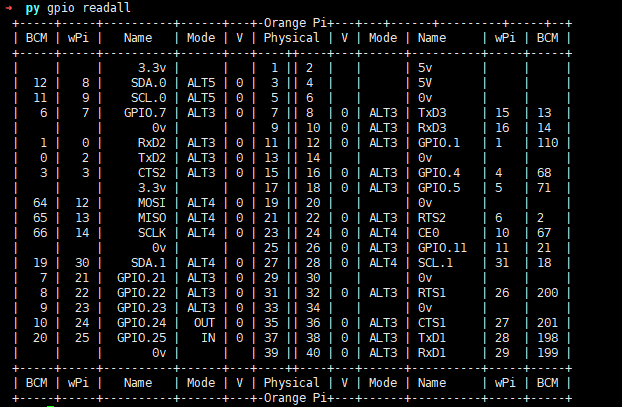 ➜  py gpio readall
+-----+-----+----------+------+---+-Orange Pi+---+---+------+---------+-----+--+
| BCM | wPi |   Name   | Mode | V | Physical | V | Mode | Name     | wPi | BCM |
+-----+-----+----------+------+---+----++----+---+------+----------+-----+-----+
|     |     |     3.3v |      |   |  1 || 2  |   |      | 5v       |     |     |
|  12 |   8 |    SDA.0 | ALT5 | 0 |  3 || 4  |   |      | 5V       |     |     |
|  11 |   9 |    SCL.0 | ALT5 | 0 |  5 || 6  |   |      | 0v       |     |     |
|   6 |   7 |   GPIO.7 | ALT3 | 0 |  7 || 8  | 0 | ALT3 | TxD3     | 15  | 13  |
|     |     |       0v |      |   |  9 || 10 | 0 | ALT3 | RxD3     | 16  | 14  |
|   1 |   0 |     RxD2 | ALT3 | 0 | 11 || 12 | 0 | ALT3 | GPIO.1   | 1   | 110 |
|   0 |   2 |     TxD2 | ALT3 | 0 | 13 || 14 |   |      | 0v       |     |     |
|   3 |   3 |     CTS2 | ALT3 | 0 | 15 || 16 | 0 | ALT3 | GPIO.4   | 4   | 68  |
|     |     |     3.3v |      |   | 17 || 18 | 0 | ALT3 | GPIO.5   | 5   | 71  |
|  64 |  12 |     MOSI | ALT4 | 0 | 19 || 20 |   |      | 0v       |     |     |
|  65 |  13 |     MISO | ALT4 | 0 | 21 || 22 | 0 | ALT3 | RTS2     | 6   | 2   |
|  66 |  14 |     SCLK | ALT4 | 0 | 23 || 24 | 0 | ALT4 | CE0      | 10  | 67  |
|     |     |       0v |      |   | 25 || 26 | 0 | ALT3 | GPIO.11  | 11  | 21  |
|  19 |  30 |    SDA.1 | ALT4 | 0 | 27 || 28 | 0 | ALT4 | SCL.1    | 31  | 18  |
|   7 |  21 |  GPIO.21 | ALT3 | 0 | 29 || 30 |   |      | 0v       |     |     |
|   8 |  22 |  GPIO.22 | ALT3 | 0 | 31 || 32 | 0 | ALT3 | RTS1     | 26  | 200 |
|   9 |  23 |  GPIO.23 | ALT3 | 0 | 33 || 34 |   |      | 0v       |     |     |
|  10 |  24 |  GPIO.24 |  OUT | 0 | 35 || 36 | 0 | ALT3 | CTS1     | 27  | 201 |
|  20 |  25 |  GPIO.25 |   IN | 0 | 37 || 38 | 0 | ALT3 | TxD1     | 28  | 198 |
|     |     |       0v |      |   | 39 || 40 | 0 | ALT3 | RxD1     | 29  | 199 |
+-----+-----+----------+------+---+----++----+---+------+----------+-----+-----+
| BCM | wPi |   Name   | Mode | V | Physical | V | Mode | Name     | wPi | BCM |
+-----+-----+----------+------+---+-Orange Pi+---+------+----------+-----+-----+